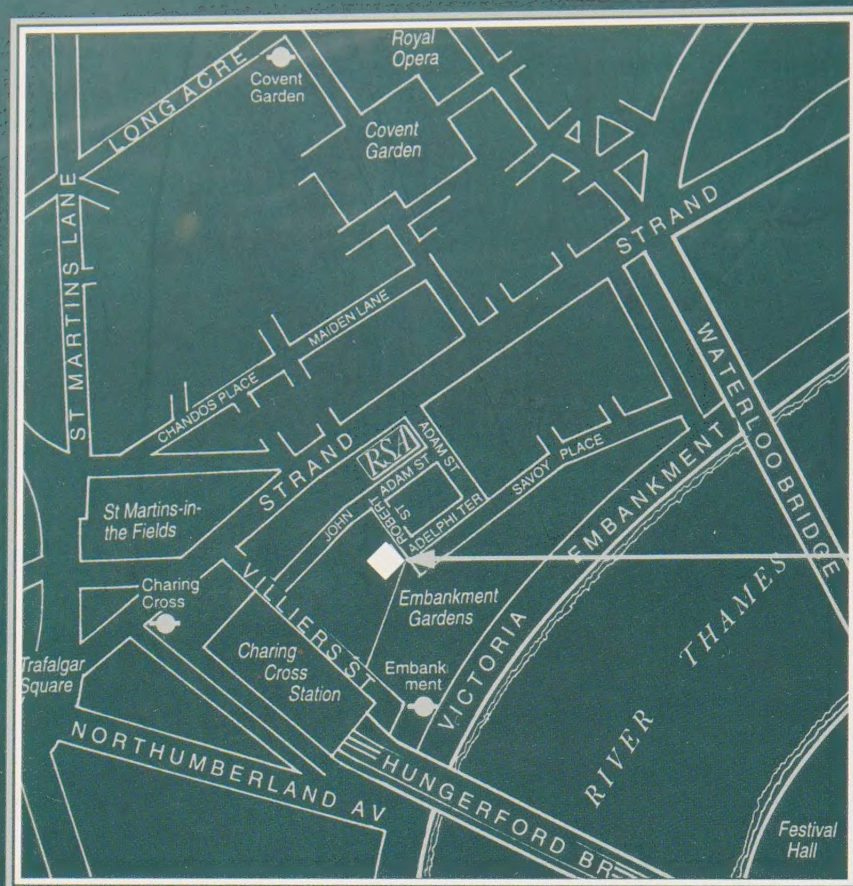 Royal
Opera
LONG ACRE
Covent
Garden
Covent
Garden
ST MARTINS LANE
STRAND
MAIDEN LANE
CHANDOS PLACE
WATERLOO BRIDGE
STRAND
RSA
ADAM ST
JOHN ADAM ST
ROBERT ST
ADELPHI TER
SAVOY PLACE
St Martins-in-
the Fields
VICTORIA EMBANKMENT
Charing
Cross
VILLIERS ST
Embankment
Gardens
RIVER THAMES
Trafalgar
Square
Charing
Cross
Station
Embank
ment
NORTHUMBERLAND AV
HUNGERFORD BR
Festival
Hall